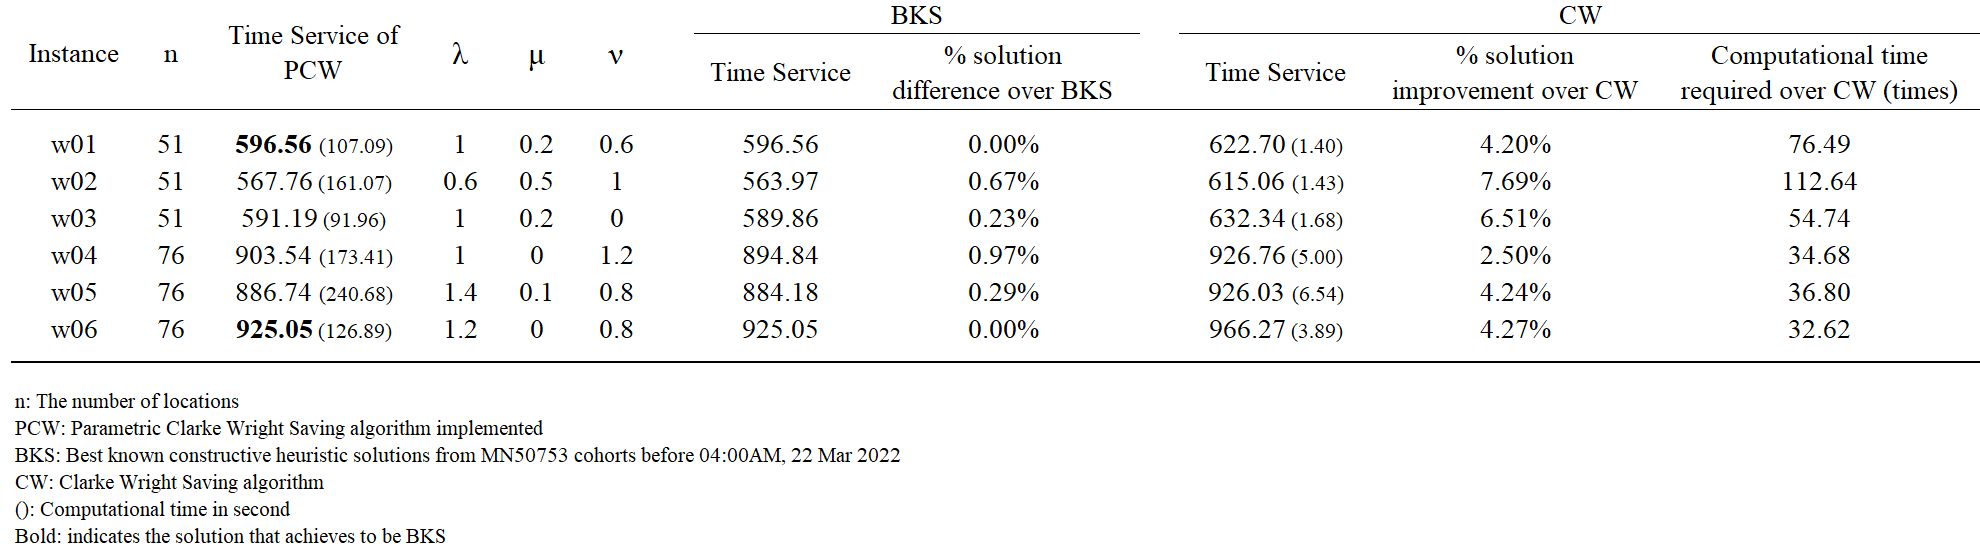 BKS CW
Instance n Time Service of PCW λ μ ν Time Service % solution difference over BKS Time Service % solution improvement over CW Computational time required over CW (times)
w01 51 596.56 (107.09) 1 0.2 0.6 596.56 0.00% 622.70 (1.40) 4.20% 76.49
w02 51 567.76 (161.07) 0.6 0.5 1 563.97 0.67% 615.06 (1.43) 7.69% 112.64
w03 51 591.19 (91.96) 1 0.2 0 589.86 0.23% 632.34 (1.68) 6.51% 54.74
w04 76 903.54 (173.41) 1 0 1.2 894.84 0.97% 926.76 (5.00) 2.50% 34.68
w05 76 886.74 (240.68) 1.4 0.1 0.8 884.18 0.29% 926.03 (6.54) 4.24% 36.80
w06 76 925.05 (126.89) 1.2 0 0.8 925.05 0.00% 966.27 (3.89) 4.27% 32.62
n: The number of locations
PCW: Parametric Clarke Wright Saving algorithm implemented
BKS: Best known constructive heuristic solutions from MN50753 cohorts before 04:00AM, 22 Mar 2022
CW: Clarke Wright Saving algorithm
(): Computational time in second
Bold: indicates the solution that achieves to be BKS